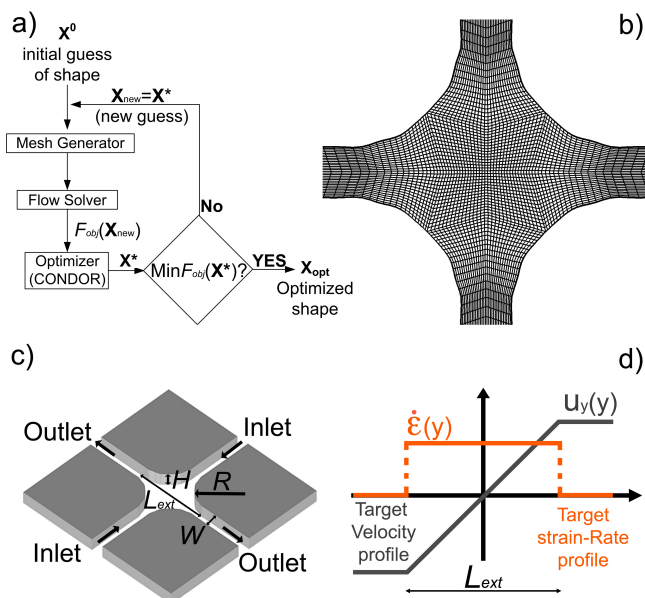 a)
X⁰
initial guess
of shape
Xnew=X*
(new guess)
Mesh Generator
Flow Solver
No
Fobj(Xnew)
Optimizer
(CONDOR)
X*
MinFobj(X*)?
YES
Xopt
Optimized
shape
b)
c)
Outlet
Inlet
H
R
Lext
W
Inlet
Outlet
d)
ε̇(y)
uy(y)
Target
Velocity
profile
Target
strain-Rate
profile
Lext